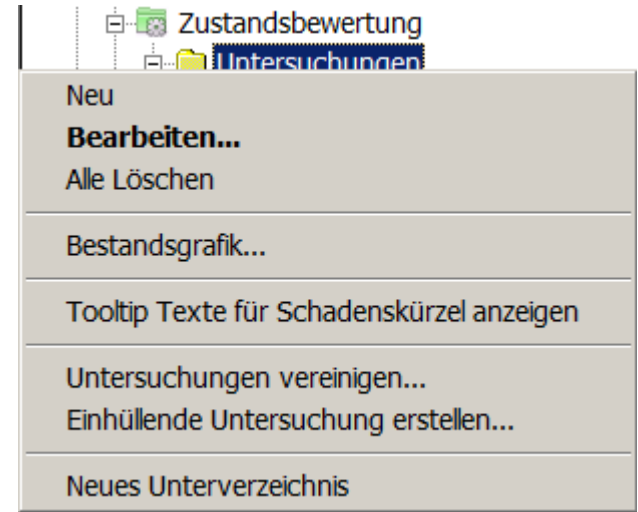 Zustandsbewertung
Untersuchungen
Neu
Bearbeiten...
Alle Löschen
Bestandsgrafik...
Tooltip Texte für Schadenskürzel anzeigen
Untersuchungen vereinigen...
Einhüllende Untersuchung erstellen...
Neues Unterverzeichnis